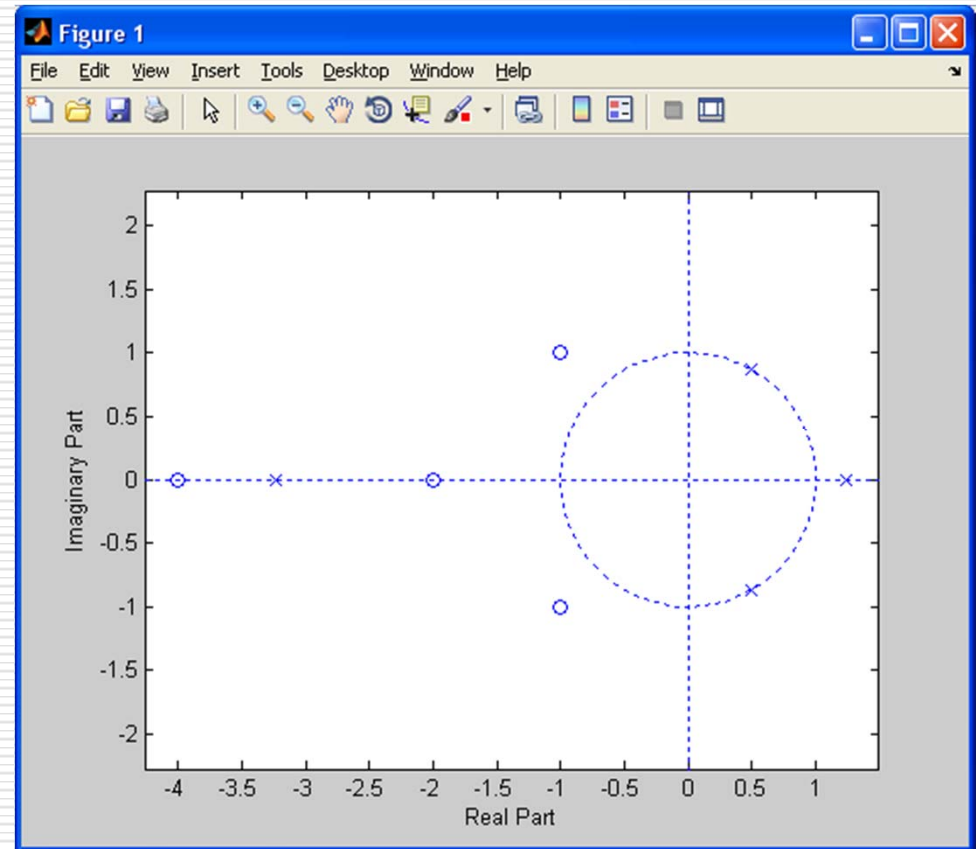 Figure 1
File Edit View Insert Tools Desktop Window Help
2
1.5
1
0.5
0
-0.5
-1
-1.5
-2
Imaginary Part
-4 -3.5 -3 -2.5 -2 -1.5 -1 -0.5 0 0.5 1
Real Part